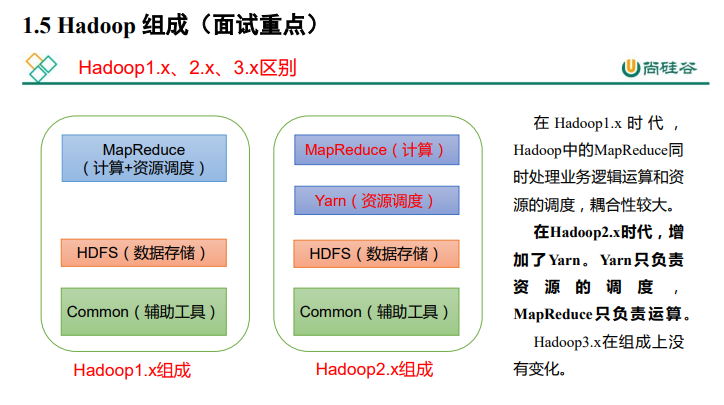 1.5 Hadoop 组成（面试重点）
Hadoop1.x、2.x、3.x区别
尚硅谷
MapReduce
（计算+资源调度）
HDFS（数据存储）
Common（辅助工具）
Hadoop1.x组成
MapReduce（计算）
Yarn（资源调度）
HDFS（数据存储）
Common（辅助工具）
Hadoop2.x组成
在Hadoop1.x时代，
Hadoop中的MapReduce同
时处理业务逻辑运算和资
源的调度，耦合性较大。
在Hadoop2.x时代，增
加了Yarn。Yarn只负责
资源的调度，
MapReduce只负责运算。
Hadoop3.x在组成上没
有变化。